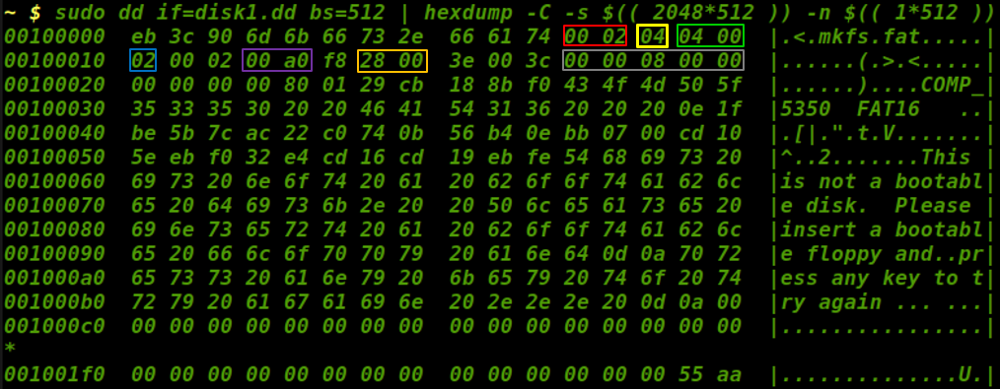 ~ $ sudo dd if=disk1.dd bs=512 | hexdump -C -s $(( 2048*512 )) -n $(( 1*512 ))
00100000  eb 3c 90 6d 6b 66 73 2e  66 61 74 00 02 04 04 00  |.<.mkfs.fat.....|
00100010  02 00 02 00 a0 f8 28 00  3e 00 3c 00 00 08 00 00  |......(.>.<.....|
00100020  00 00 00 00 80 01 29 cb  18 8b f0 43 4f 4d 50 5f  |......)....COMP_|
00100030  35 33 35 30 20 20 46 41  54 31 36 20 20 20 0e 1f  |5350  FAT16   ..|
00100040  be 5b 7c ac 22 c0 74 0b  56 b4 0e bb 07 00 cd 10  |.[|.".t.V.......|
00100050  5e eb f0 32 e4 cd 16 cd  19 eb fe 54 68 69 73 20  |^..2.......This |
00100060  69 73 20 6e 6f 74 20 61  20 62 6f 6f 74 61 62 6c  |is not a bootabl|
00100070  65 20 64 69 73 6b 2e 20  20 50 6c 65 61 73 65 20  |e disk.  Please |
00100080  69 6e 73 65 72 74 20 61  20 62 6f 6f 74 61 62 6c  |insert a bootabl|
00100090  65 20 66 6c 6f 70 70 79  20 61 6e 64 0d 0a 70 72  |e floppy and..pr|
001000a0  65 73 73 20 61 6e 79 20  6b 65 79 20 74 6f 20 74  |ess any key to t|
001000b0  72 79 20 61 67 61 69 6e  20 2e 2e 2e 20 0d 0a 00  |ry again ... ...|
001000c0  00 00 00 00 00 00 00 00  00 00 00 00 00 00 00 00  |................|
*
001001f0  00 00 00 00 00 00 00 00  00 00 00 00 00 00 55 aa  |..............U.|